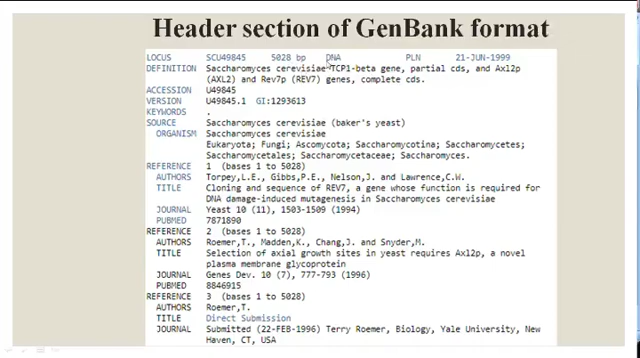 Header section of GenBank format
LOCUS SCU49845 5028 bp DNA PLN 21-JUN-1999
DEFINITION Saccharomyces cerevisiae TCP1-beta gene, partial cds, and Axl2p
(AXL2) and Rev7p (REV7) genes, complete cds.
ACCESSION U49845
VERSION U49845.1 GI:1293613
KEYWORDS .
SOURCE Saccharomyces cerevisiae (baker's yeast)
ORGANISM Saccharomyces cerevisiae
Eukaryota; Fungi; Ascomycota; Saccharomycotina; Saccharomycetes;
Saccharomycetales; Saccharomycetaceae; Saccharomyces.
REFERENCE 1 (bases 1 to 5028)
AUTHORS Torpey,L.E., Gibbs,P.E., Nelson,J. and Lawrence,C.W.
TITLE Cloning and sequence of REV7, a gene whose function is required for
DNA damage-induced mutagenesis in Saccharomyces cerevisiae
JOURNAL Yeast 10 (11), 1503-1509 (1994)
PUBMED 7871890
REFERENCE 2 (bases 1 to 5028)
AUTHORS Roemer,T., Madden,K., Chang,J. and Snyder,M.
TITLE Selection of axial growth sites in yeast requires Axl2p, a novel
plasma membrane glycoprotein
JOURNAL Genes Dev. 10 (7), 777-793 (1996)
PUBMED 8846915
REFERENCE 3 (bases 1 to 5028)
AUTHORS Roemer,T.
TITLE Direct Submission
JOURNAL Submitted (22-FEB-1996) Terry Roemer, Biology, Yale University, New
Haven, CT, USA